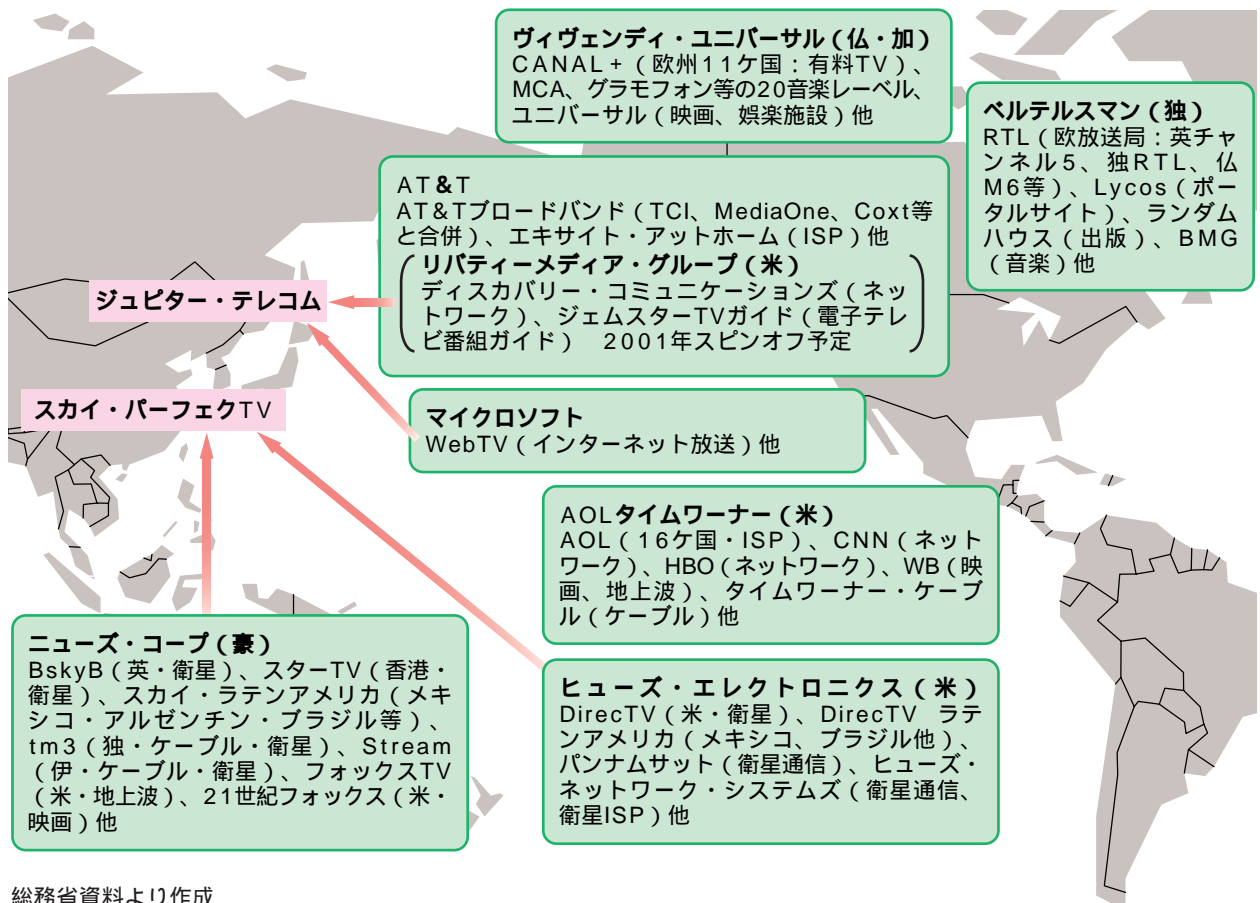 ヴィヴェンディ・ユニバーサル（仏・加）
CANAL+（欧州11ケ国：有料TV）、
MCA、グラモフォン等の20音楽レーベル、
ユニバーサル（映画、娯楽施設）他
ベルテルスマン（独）
RTL（欧放送局：英チャ
ンネル5、独RTL、仏
M6等）、Lycos（ポー
タルサイト）、ランダム
ハウス（出版）、BMG
（音楽）他
AT&T
AT&Tブロードバンド（TCI、MediaOne、Coxt等
と合併）、エキサイト・アットホーム（ISP）他
リバティーメディア・グループ（米）
ディスカバリー・コミュニケーションズ（ネッ
トワーク）、ジェムスターTVガイド（電子テレ
ビ番組ガイド）　2001年スピンオフ予定
ジュピター・テレコム
スカイ・パーフェクTV
マイクロソフト
WebTV（インターネット放送）他
AOLタイムワーナー（米）
AOL（16ケ国・ISP）、CNN（ネット
ワーク）、HBO（ネットワーク）、WB（映
画、地上波）、タイムワーナー・ケーブ
ル（ケーブル）他
ニューズ・コープ（豪）
BskyB（英・衛星）、スターTV（香港・
衛星）、スカイ・ラテンアメリカ（メキ
シコ・アルゼンチン・ブラジル等）、
tm3（独・ケーブル・衛星）、Stream
（伊・ケーブル・衛星）、フォックスTV
（米・地上波）、21世紀フォックス（米・
映画）他
ヒューズ・エレクトロニクス（米）
DirecTV（米・衛星）、DirecTV　ラテ
ンアメリカ（メキシコ、ブラジル他）、
パンナムサット（衛星通信）、ヒューズ・
ネットワーク・システムズ（衛星通信、
衛星ISP）他
総務省資料より作成